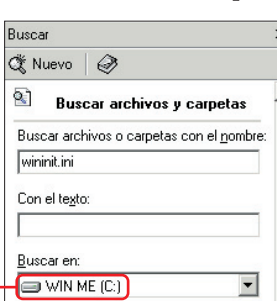 Buscar
Nuevo
Buscar archivos y carpetas
Buscar archivos o carpetas con el nombre:
wininit.ini
Con el texto:
Buscar en:
WIN ME (C:)